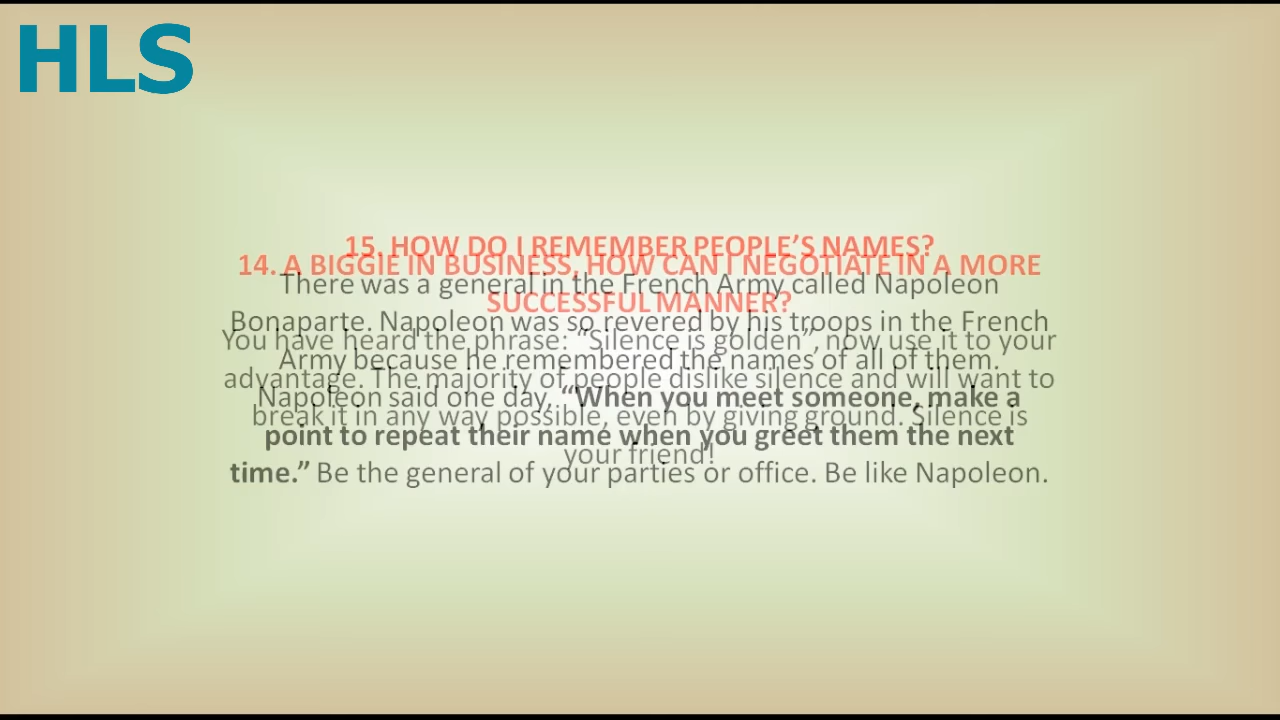 HLS
15. HOW DO I REMEMBER PEOPLE’S NAMES?
There was a general in the French Army called Napoleon
Bonaparte. Napoleon was so revered by his troops in the French
Army because he remembered the names of all of them.
Napoleon said one day, “When you meet someone, make a
point to repeat their name when you greet them the next
time.” Be the general of your parties or office. Be like Napoleon.
14. A BIGGIE IN BUSINESS, HOW CAN I NEGOTIATE IN A MORE
SUCCESSFUL MANNER?
You have heard the phrase: “Silence is golden”, now use it to your
advantage. The majority of people dislike silence and will want to
break it in any way possible, even by giving ground. Silence is
your friend!